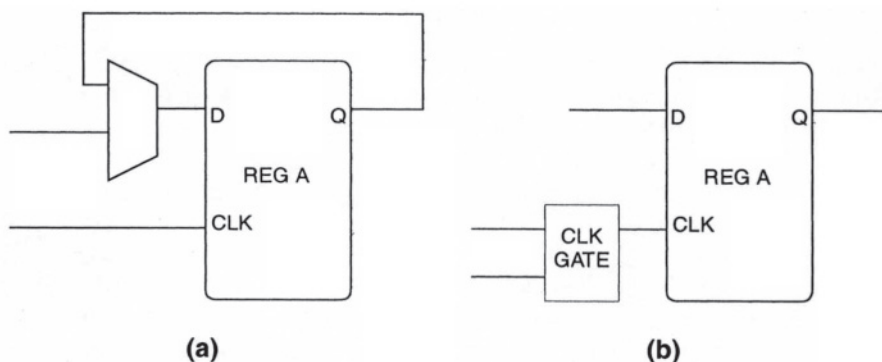 D
Q
REG A
CLK
(a)
D
Q
REG A
CLK
CLK
GATE
(b)